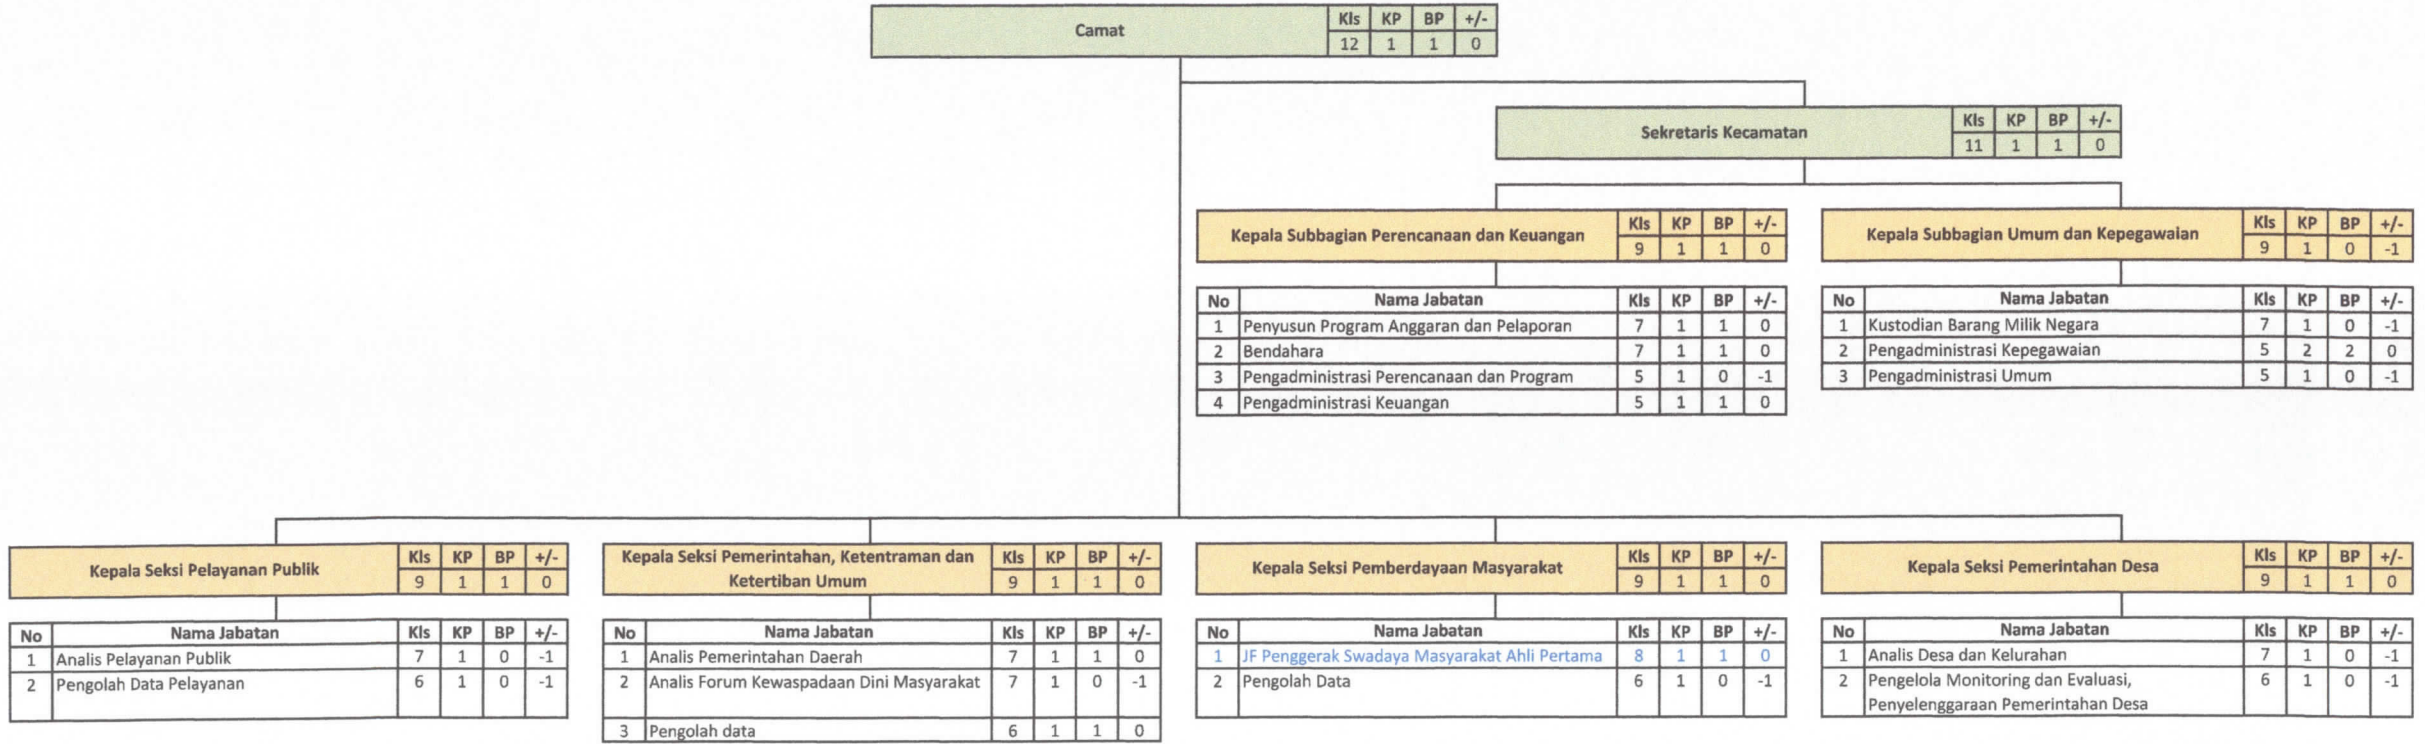 Camat Kls KP BP +/-
12 1 1 0
Sekretaris Kecamatan Kls KP BP +/-
11 1 1 0
Kepala Subbagian Perencanaan dan Keuangan Kls KP BP +/-
9 1 1 0
No Nama Jabatan Kls KP BP +/-
1 Penyusun Program Anggaran dan Pelaporan 7 1 1 0
2 Bendahara 7 1 1 0
3 Pengadministrasi Perencanaan dan Program 5 1 0 -1
4 Pengadministrasi Keuangan 5 1 1 0
Kepala Subbagian Umum dan Kepegawaian Kls KP BP +/-
9 1 0 -1
No Nama Jabatan Kls KP BP +/-
1 Kustodian Barang Milik Negara 7 1 0 -1
2 Pengadministrasi Kepegawaian 5 2 2 0
3 Pengadministrasi Umum 5 1 0 -1
Kepala Seksi Pelayanan Publik Kls KP BP +/-
9 1 1 0
No Nama Jabatan Kls KP BP +/-
1 Analis Pelayanan Publik 7 1 0 -1
2 Pengolah Data Pelayanan 6 1 0 -1
Kepala Seksi Pemerintahan, Ketentraman dan Kls KP BP +/-
Ketertiban Umum 9 1 1 0
No Nama Jabatan Kls KP BP +/-
1 Analis Pemerintahan Daerah 7 1 1 0
2 Analis Forum Kewaspadaan Dini Masyarakat 7 1 0 -1
3 Pengolah data 6 1 1 0
Kepala Seksi Pemberdayaan Masyarakat Kls KP BP +/-
9 1 1 0
No Nama Jabatan Kls KP BP +/-
1 JF Penggerak Swadaya Masyarakat Ahli Pertama 8 1 1 0
2 Pengolah Data 6 1 0 -1
Kepala Seksi Pemerintahan Desa Kls KP BP +/-
9 1 1 0
No Nama Jabatan Kls KP BP +/-
1 Analis Desa dan Kelurahan 7 1 0 -1
2 Pengelola Monitoring dan Evaluasi, 6 1 0 -1
Penyelenggaraan Pemerintahan Desa